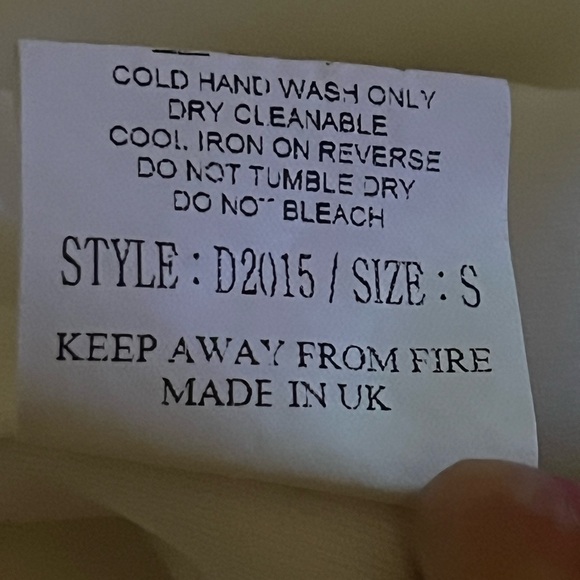 COLD HAND WASH ONLY
DRY CLEANABLE
COOL IRON ON REVERSE
DO NOT TUMBLE DRY
DO NOT BLEACH
STYLE : D2015 / SIZE : S
KEEP AWAY FROM FIRE
MADE IN UK